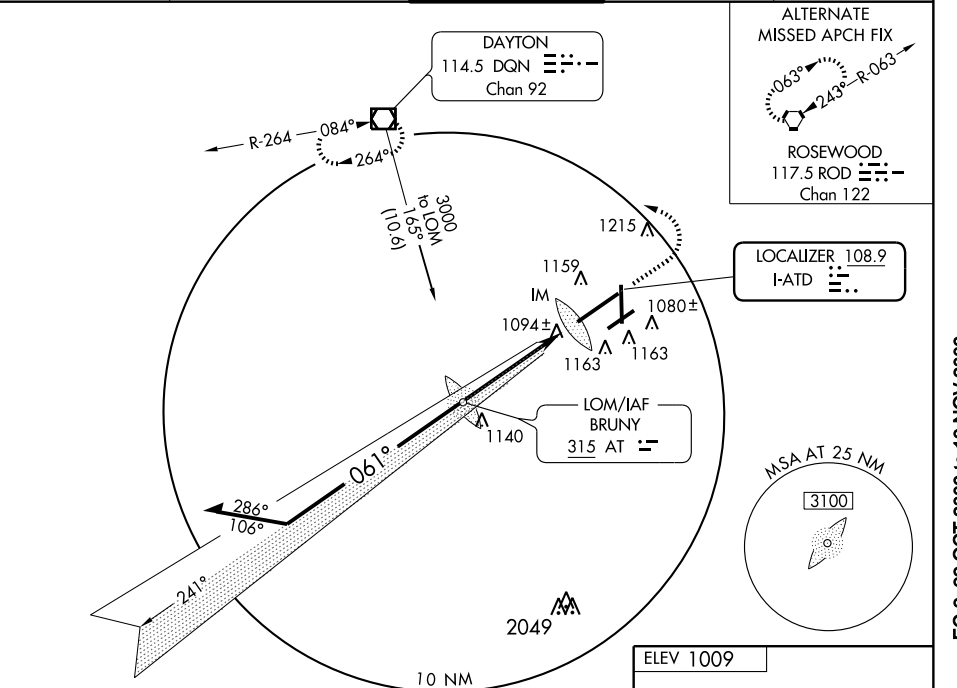 ALTERNATE
MISSED APCH FIX
063°
243°
R-063
ROSEWOOD
117.5 ROD
Chan 122
DAYTON
114.5 DQN
Chan 92
R-264
084°
264°
3000
to LOM
165°
(10.6)
1215
LOCALIZER 108.9
I-ATD
1159
IM
1094±
1080±
1163
1163
LOM/IAF
BRUNY
315 AT
1140
061°
286°
106°
241°
MSA AT 25 NM
3100
2049
ELEV 1009
10 NM